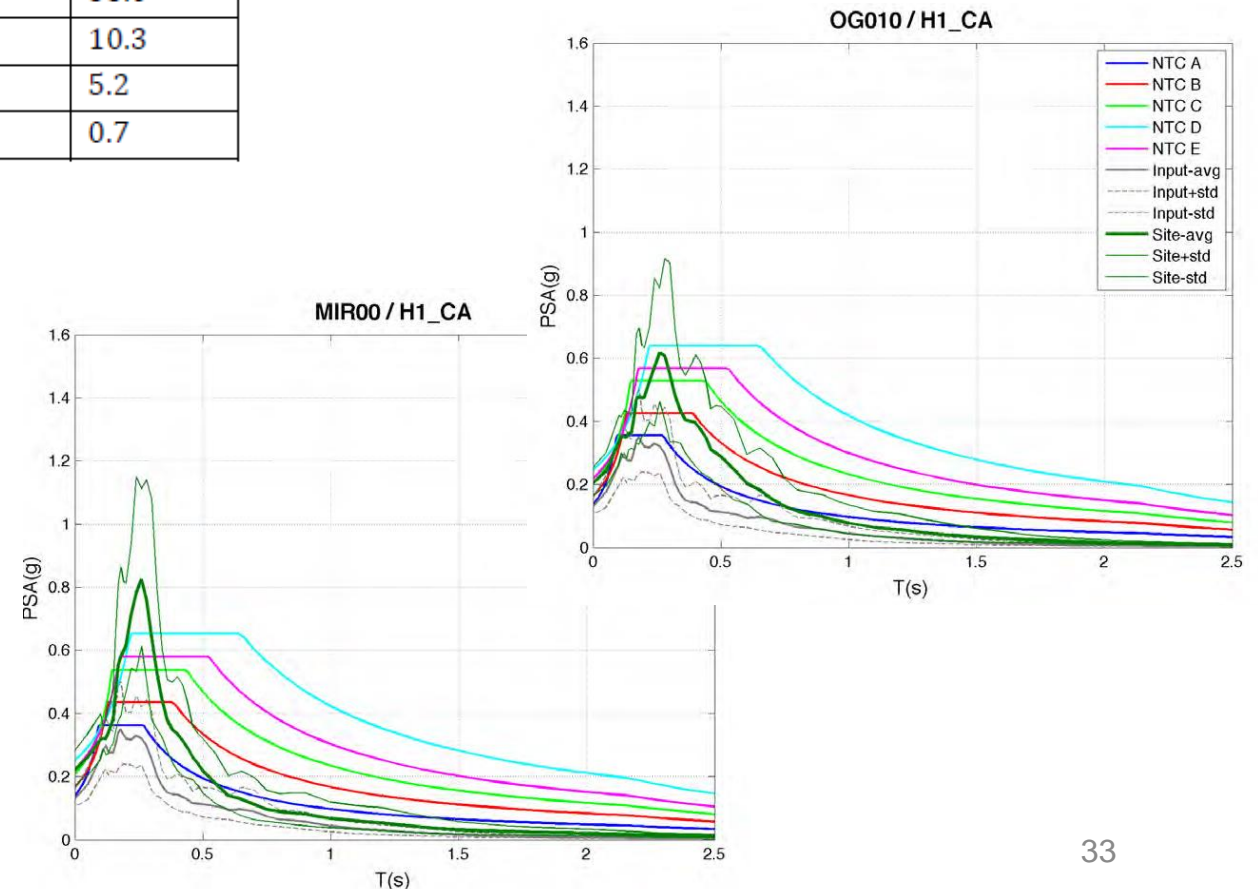 10.3
5.2
0.7
OG010 / H1_CA
1.6
1.4
1.2
1
0.8
0.6
0.4
0.2
0
PSA(g)
0
0.5
1
1.5
2
2.5
T(s)
NTC A
NTC B
NTC C
NTC D
NTC E
Input-avg
Input+std
Input-std
Site-avg
Site+std
Site-std
MIR00 / H1_CA
1.6
1.4
1.2
1
0.8
0.6
0.4
0.2
0
PSA(g)
0
0.5
1
1.5
2
2.5
T(s)
33